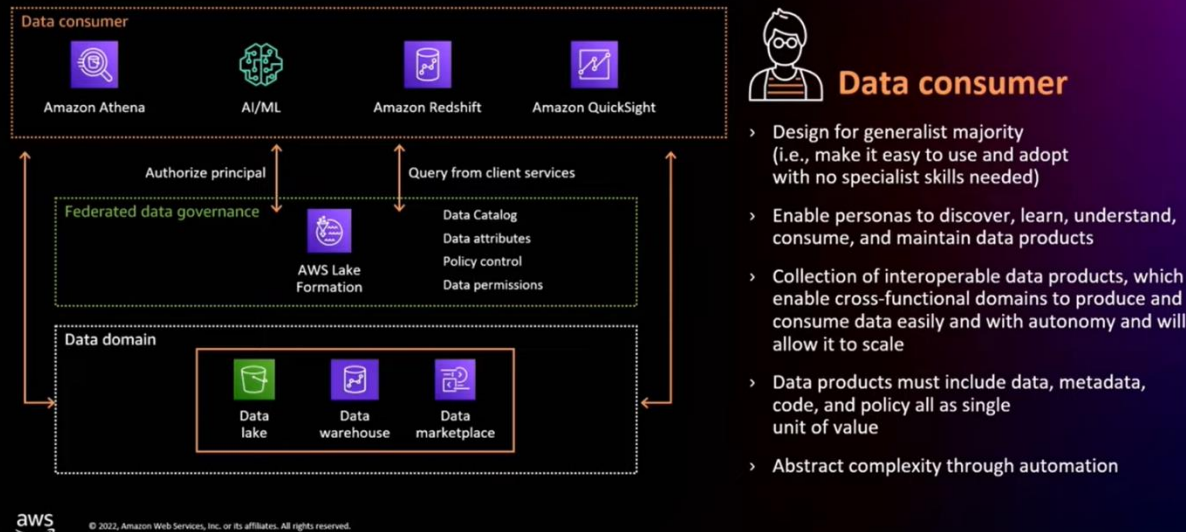 Data consumer
Amazon Athena
AI/ML
Amazon Redshift
Amazon QuickSight
Authorize principal
Query from client services
Federated data governance
AWS Lake
Formation
Data Catalog
Data attributes
Policy control
Data permissions
Data domain
Data
lake
Data
warehouse
Data
marketplace
aws
© 2022, Amazon Web Services, Inc. or its affiliates. All rights reserved.
Data consumer
› Design for generalist majority
(i.e., make it easy to use and adopt
with no specialist skills needed)
› Enable personas to discover, learn, understand,
consume, and maintain data products
› Collection of interoperable data products, which
enable cross-functional domains to produce and
consume data easily and with autonomy and will
allow it to scale
› Data products must include data, metadata,
code, and policy all as single
unit of value
› Abstract complexity through automation